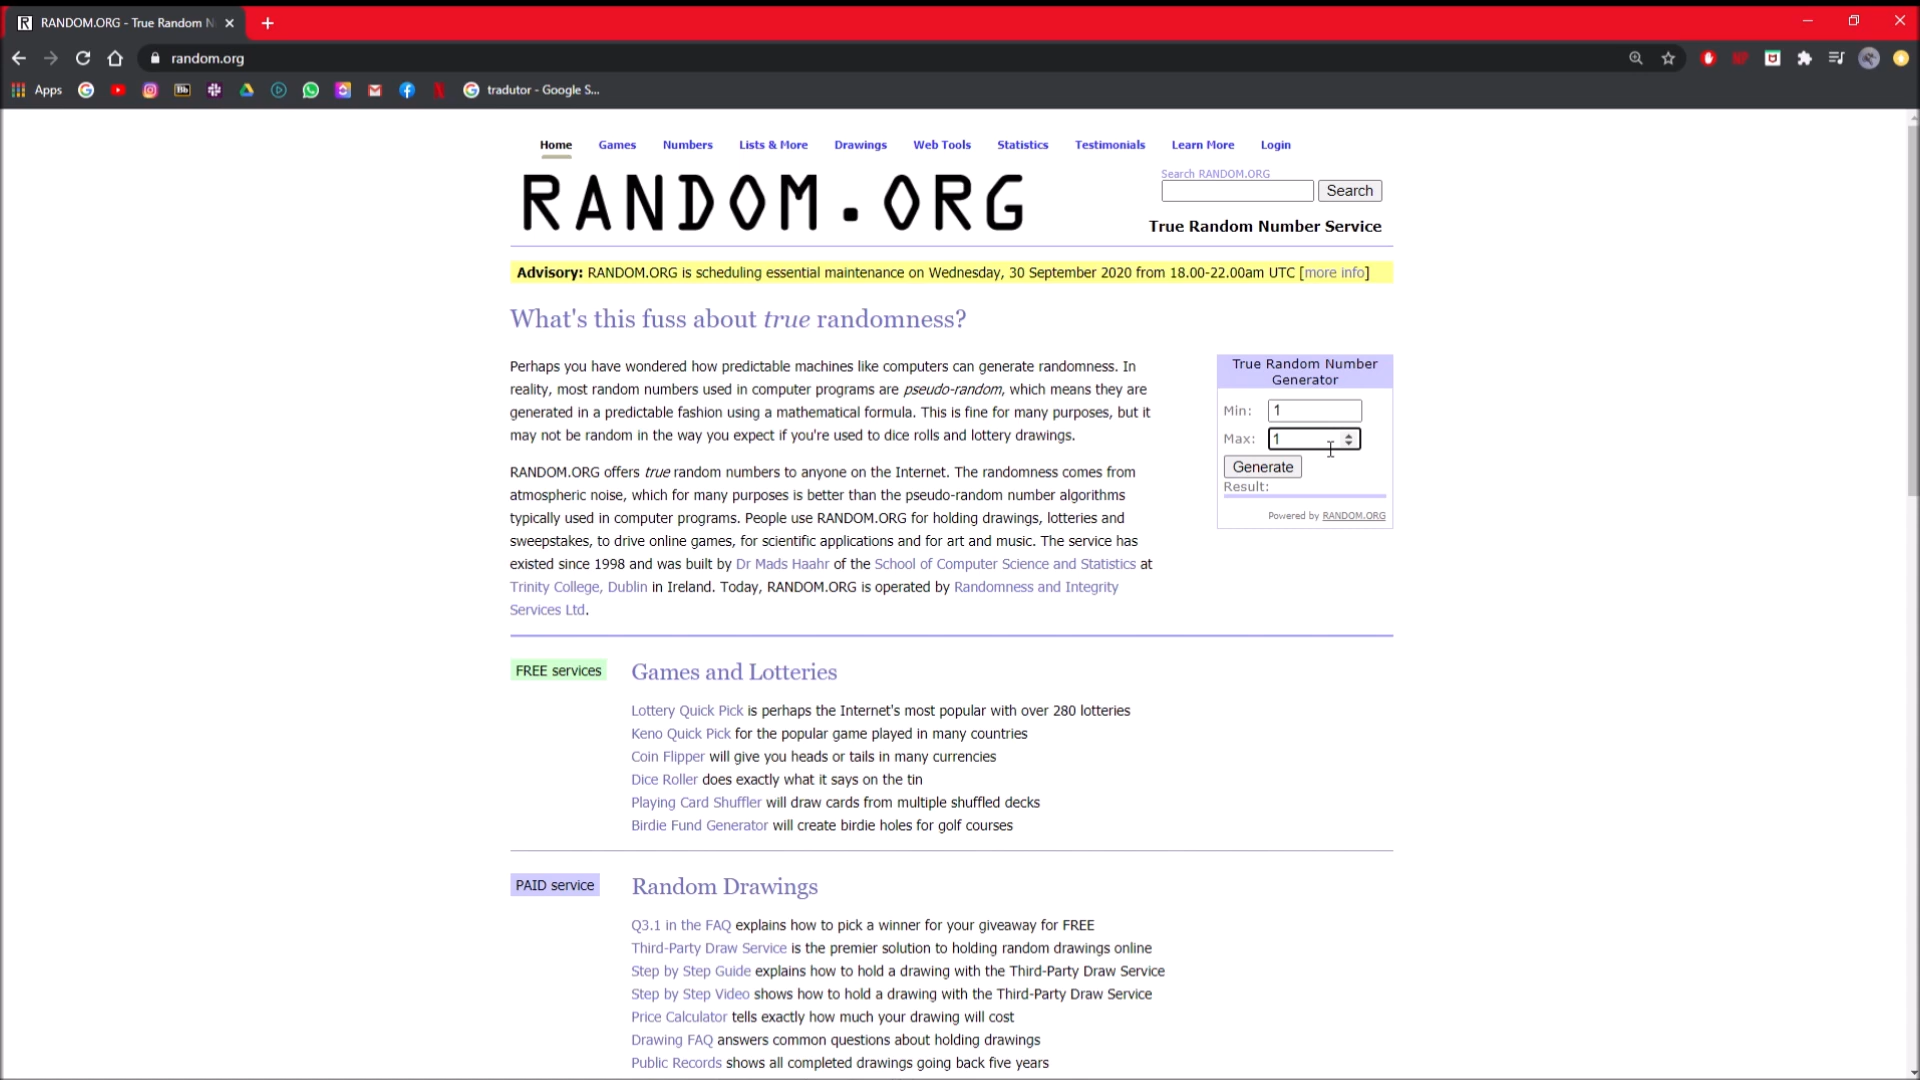 RANDOM.ORG - True Random N
random.org
Apps
tradutor - Google S...
Home Games Numbers Lists & More Drawings Web Tools Statistics Testimonials Learn More Login
RANDOM.ORG
Search RANDOM.ORG
Search
True Random Number Service
Advisory: RANDOM.ORG is scheduling essential maintenance on Wednesday, 30 September 2020 from 18.00-22.00am UTC [more info]
What's this fuss about true randomness?
Perhaps you have wondered how predictable machines like computers can generate randomness. In
reality, most random numbers used in computer programs are pseudo-random, which means they are
generated in a predictable fashion using a mathematical formula. This is fine for many purposes, but it
may not be random in the way you expect if you're used to dice rolls and lottery drawings.
RANDOM.ORG offers true random numbers to anyone on the Internet. The randomness comes from
atmospheric noise, which for many purposes is better than the pseudo-random number algorithms
typically used in computer programs. People use RANDOM.ORG for holding drawings, lotteries and
sweepstakes, to drive online games, for scientific applications and for art and music. The service has
existed since 1998 and was built by Dr Mads Haahr of the School of Computer Science and Statistics at
Trinity College, Dublin in Ireland. Today, RANDOM.ORG is operated by Randomness and Integrity
Services Ltd.
True Random Number
Generator
Min: 1
Max: 1
Generate
Result:
Powered by RANDOM.ORG
FREE services
Games and Lotteries
Lottery Quick Pick is perhaps the Internet's most popular with over 280 lotteries
Keno Quick Pick for the popular game played in many countries
Coin Flipper will give you heads or tails in many currencies
Dice Roller does exactly what it says on the tin
Playing Card Shuffler will draw cards from multiple shuffled decks
Birdie Fund Generator will create birdie holes for golf courses
PAID service
Random Drawings
Q3.1 in the FAQ explains how to pick a winner for your giveaway for FREE
Third-Party Draw Service is the premier solution to holding random drawings online
Step by Step Guide explains how to hold a drawing with the Third-Party Draw Service
Step by Step Video shows how to hold a drawing with the Third-Party Draw Service
Price Calculator tells exactly how much your drawing will cost
Drawing FAQ answers common questions about holding drawings
Public Records shows all completed drawings going back five years